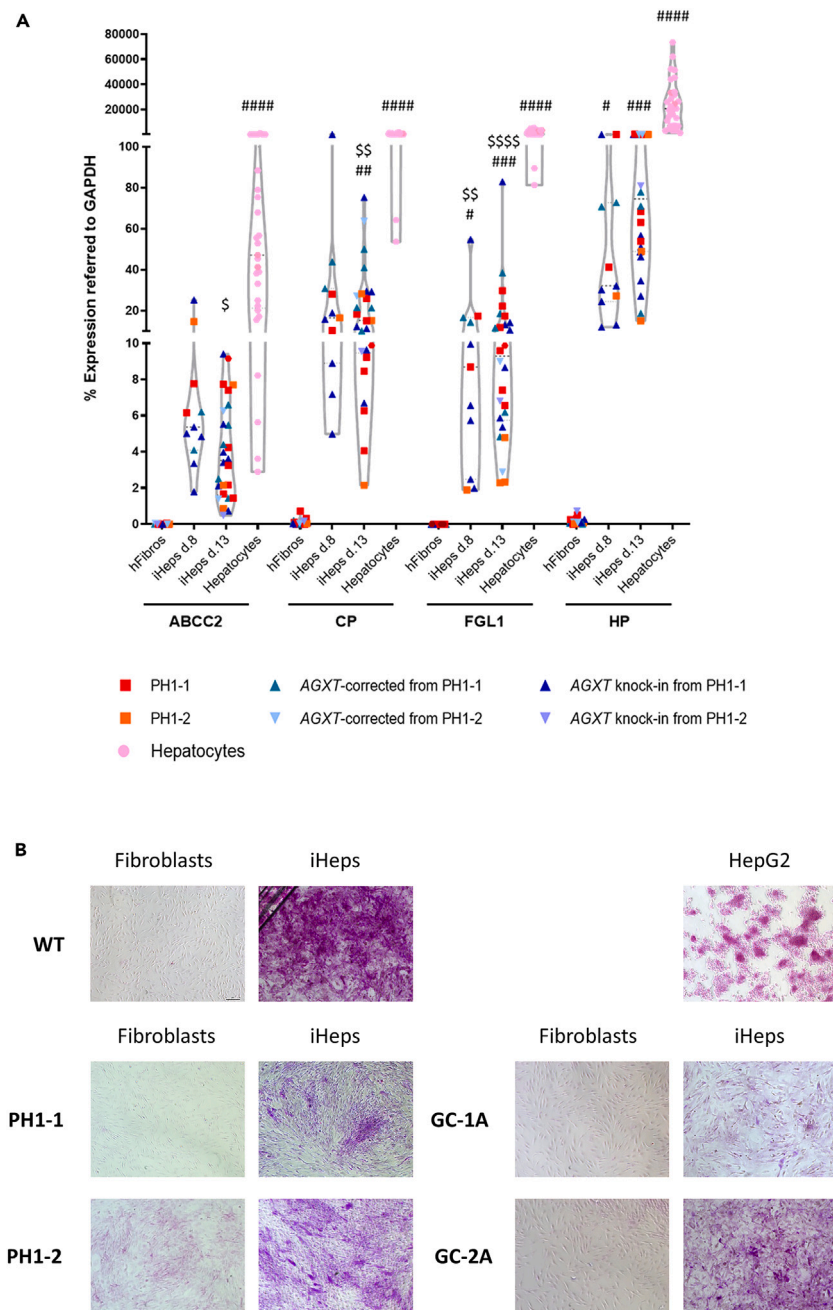 A
% Expression referred to GAPDH
80000
60000
40000
20000
100
80
60
40
20
10
8
6
4
2
0
$
####
$$
##
####
$$
#
$$$$
###
####
#
###
####
hFibros
iHeps d.8
iHeps d.13
Hepatocytes
hFibros
iHeps d.8
iHeps d.13
Hepatocytes
hFibros
iHeps d.8
iHeps d.13
Hepatocytes
hFibros
iHeps d.8
iHeps d.13
Hepatocytes
ABCC2 CP FGL1 HP
PH1-1 AGXT-corrected from PH1-1 AGXT knock-in from PH1-1
PH1-2 AGXT-corrected from PH1-2 AGXT knock-in from PH1-2
Hepatocytes
B
Fibroblasts iHeps HepG2
WT
Fibroblasts iHeps Fibroblasts iHeps
PH1-1 GC-1A
PH1-2 GC-2A